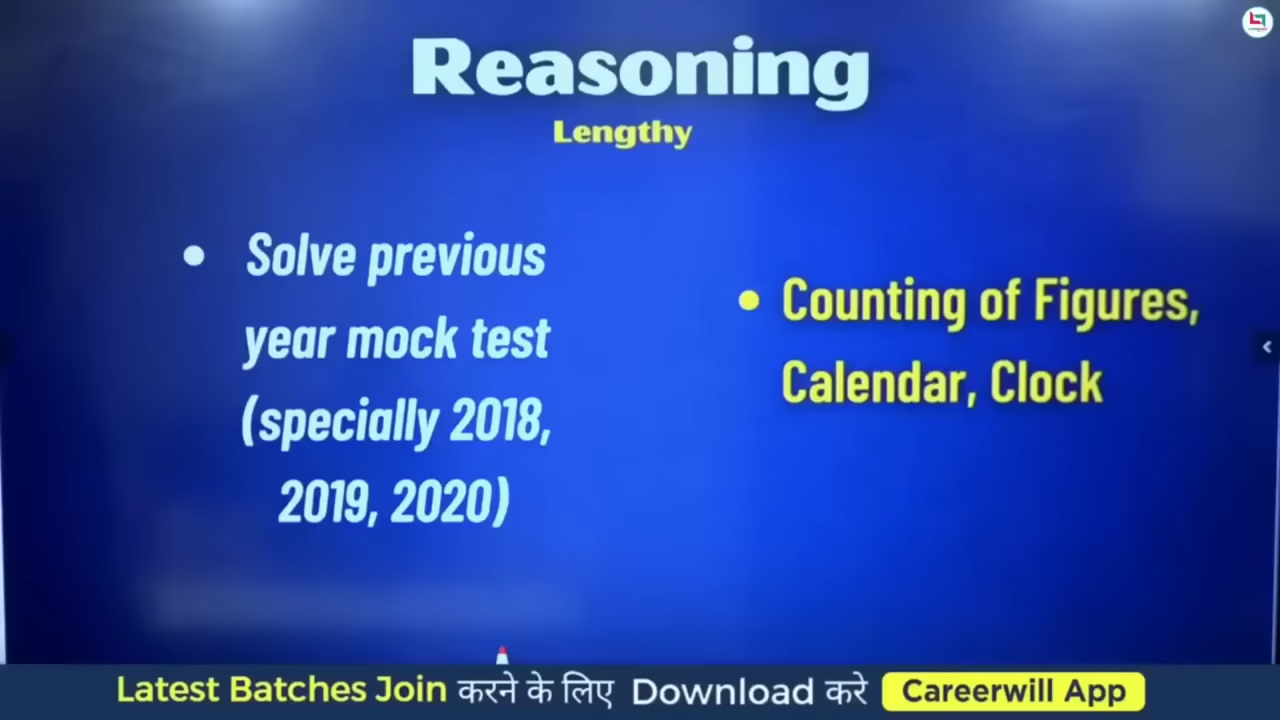 Reasoning
Lengthy
• Solve previous
year mock test
(specially 2018,
2019, 2020)
• Counting of Figures,
Calendar, Clock
Latest Batches Join करने के लिए Download करे Careerwill App